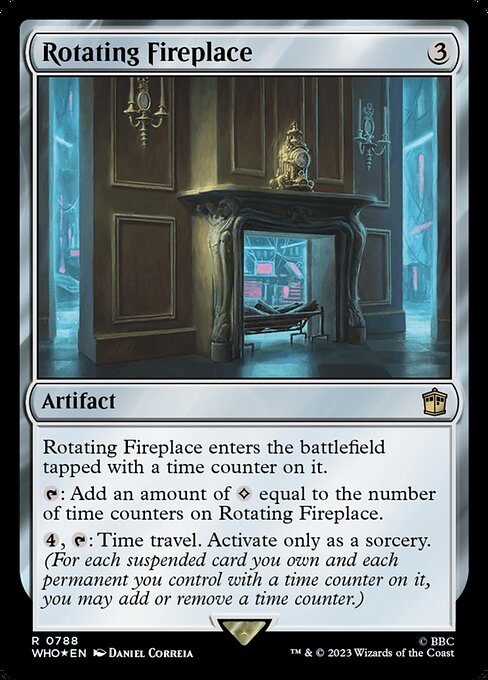 Rotating Fireplace 3
Artifact
Rotating Fireplace enters the battlefield
tapped with a time counter on it.
: Add an amount of equal to the number
of time counters on Rotating Fireplace.
4, : Time travel. Activate only as a sorcery.
(For each suspended card you own and each
permanent you control with a time counter on it,
you may add or remove a time counter.)
R 0788 © BBC
WHO★EN Daniel Correia ™ & © 2023 Wizards of the Coast